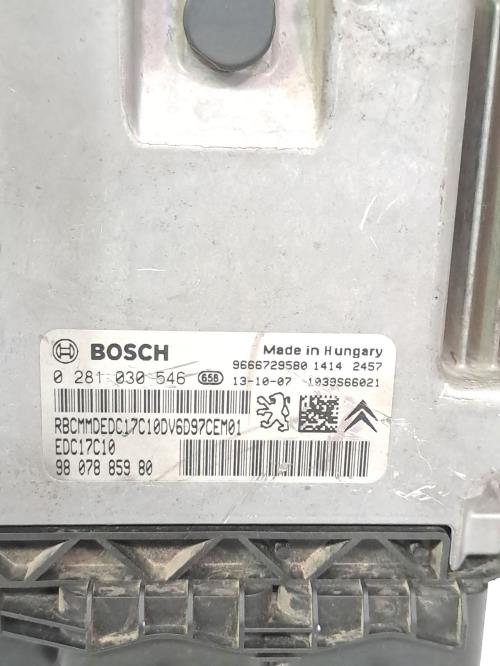 BOSCH
Made in Hungary
9666729580 1414 2457
0 281 030 546 658
13-10-07 1039S66021
RBCMMDEDC17C10DV6D97CEM01
EDC17C10
98 078 859 80